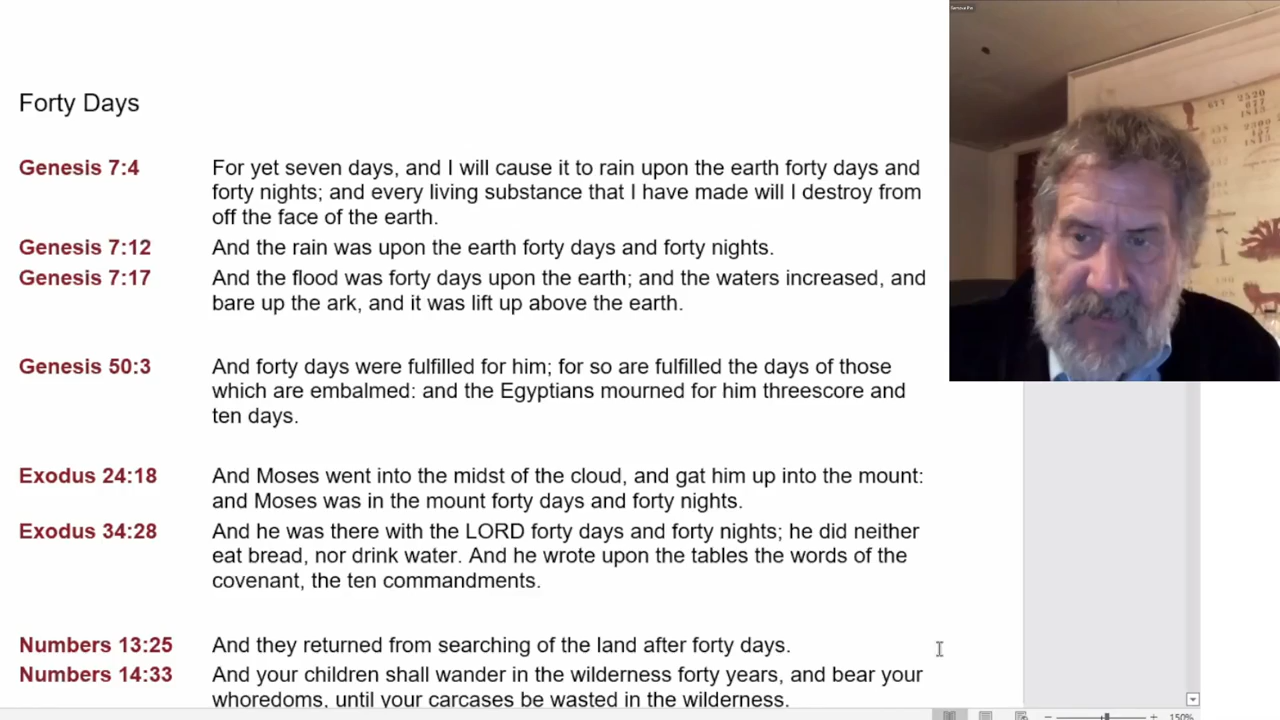 Forty Days
Genesis 7:4 For yet seven days, and I will cause it to rain upon the earth forty days and
forty nights; and every living substance that I have made will I destroy from
off the face of the earth.
Genesis 7:12 And the rain was upon the earth forty days and forty nights.
Genesis 7:17 And the flood was forty days upon the earth; and the waters increased, and
bare up the ark, and it was lift up above the earth.
Genesis 50:3 And forty days were fulfilled for him; for so are fulfilled the days of those
which are embalmed: and the Egyptians mourned for him threescore and
ten days.
Exodus 24:18 And Moses went into the midst of the cloud, and gat him up into the mount:
and Moses was in the mount forty days and forty nights.
Exodus 34:28 And he was there with the LORD forty days and forty nights; he did neither
eat bread, nor drink water. And he wrote upon the tables the words of the
covenant, the ten commandments.
Numbers 13:25 And they returned from searching of the land after forty days.
Numbers 14:33 And your children shall wander in the wilderness forty years, and bear your
whoredoms, until your carcases be wasted in the wilderness.
150%
677 2520
2300